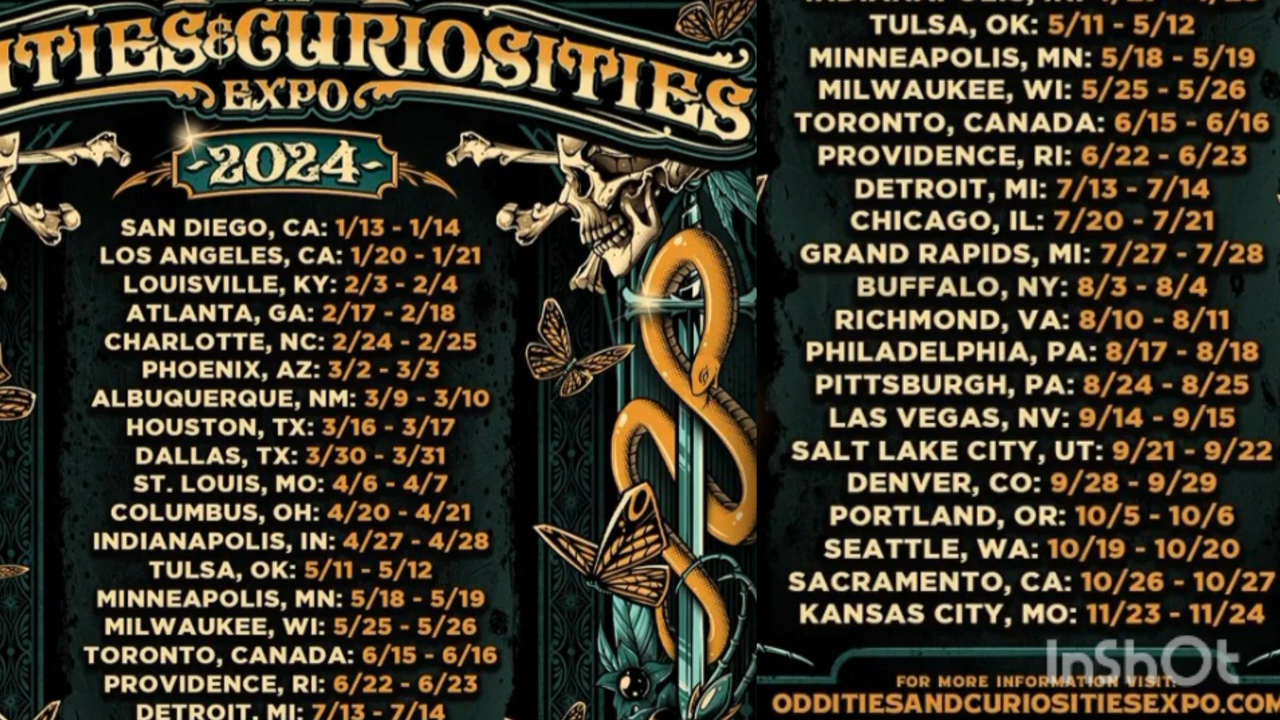 ITIES & CURIOSITIES
EXPO
-2024-
SAN DIEGO, CA: 1/13 - 1/14
LOS ANGELES, CA: 1/20 - 1/21
LOUISVILLE, KY: 2/3 - 2/4
ATLANTA, GA: 2/17 - 2/18
CHARLOTTE, NC: 2/24 - 2/25
PHOENIX, AZ: 3/2 - 3/3
ALBUQUERQUE, NM: 3/9 - 3/10
HOUSTON, TX: 3/16 - 3/17
DALLAS, TX: 3/30 - 3/31
ST. LOUIS, MO: 4/6 - 4/7
COLUMBUS, OH: 4/20 - 4/21
INDIANAPOLIS, IN: 4/27 - 4/28
TULSA, OK: 5/11 - 5/12
MINNEAPOLIS, MN: 5/18 - 5/19
MILWAUKEE, WI: 5/25 - 5/26
TORONTO, CANADA: 6/15 - 6/16
PROVIDENCE, RI: 6/22 - 6/23
DETROIT, MI: 7/13 - 7/14
TULSA, OK: 5/11 - 5/12
MINNEAPOLIS, MN: 5/18 - 5/19
MILWAUKEE, WI: 5/25 - 5/26
TORONTO, CANADA: 6/15 - 6/16
PROVIDENCE, RI: 6/22 - 6/23
DETROIT, MI: 7/13 - 7/14
CHICAGO, IL: 7/20 - 7/21
GRAND RAPIDS, MI: 7/27 - 7/28
BUFFALO, NY: 8/3 - 8/4
RICHMOND, VA: 8/10 - 8/11
PHILADELPHIA, PA: 8/17 - 8/18
PITTSBURGH, PA: 8/24 - 8/25
LAS VEGAS, NV: 9/14 - 9/15
SALT LAKE CITY, UT: 9/21 - 9/22
DENVER, CO: 9/28 - 9/29
PORTLAND, OR: 10/5 - 10/6
SEATTLE, WA: 10/19 - 10/20
SACRAMENTO, CA: 10/26 - 10/27
KANSAS CITY, MO: 11/23 - 11/24
InShOt
FOR MORE INFORMATION VISIT:
ODDITIESANDCURIOSITIESEXPO.COM